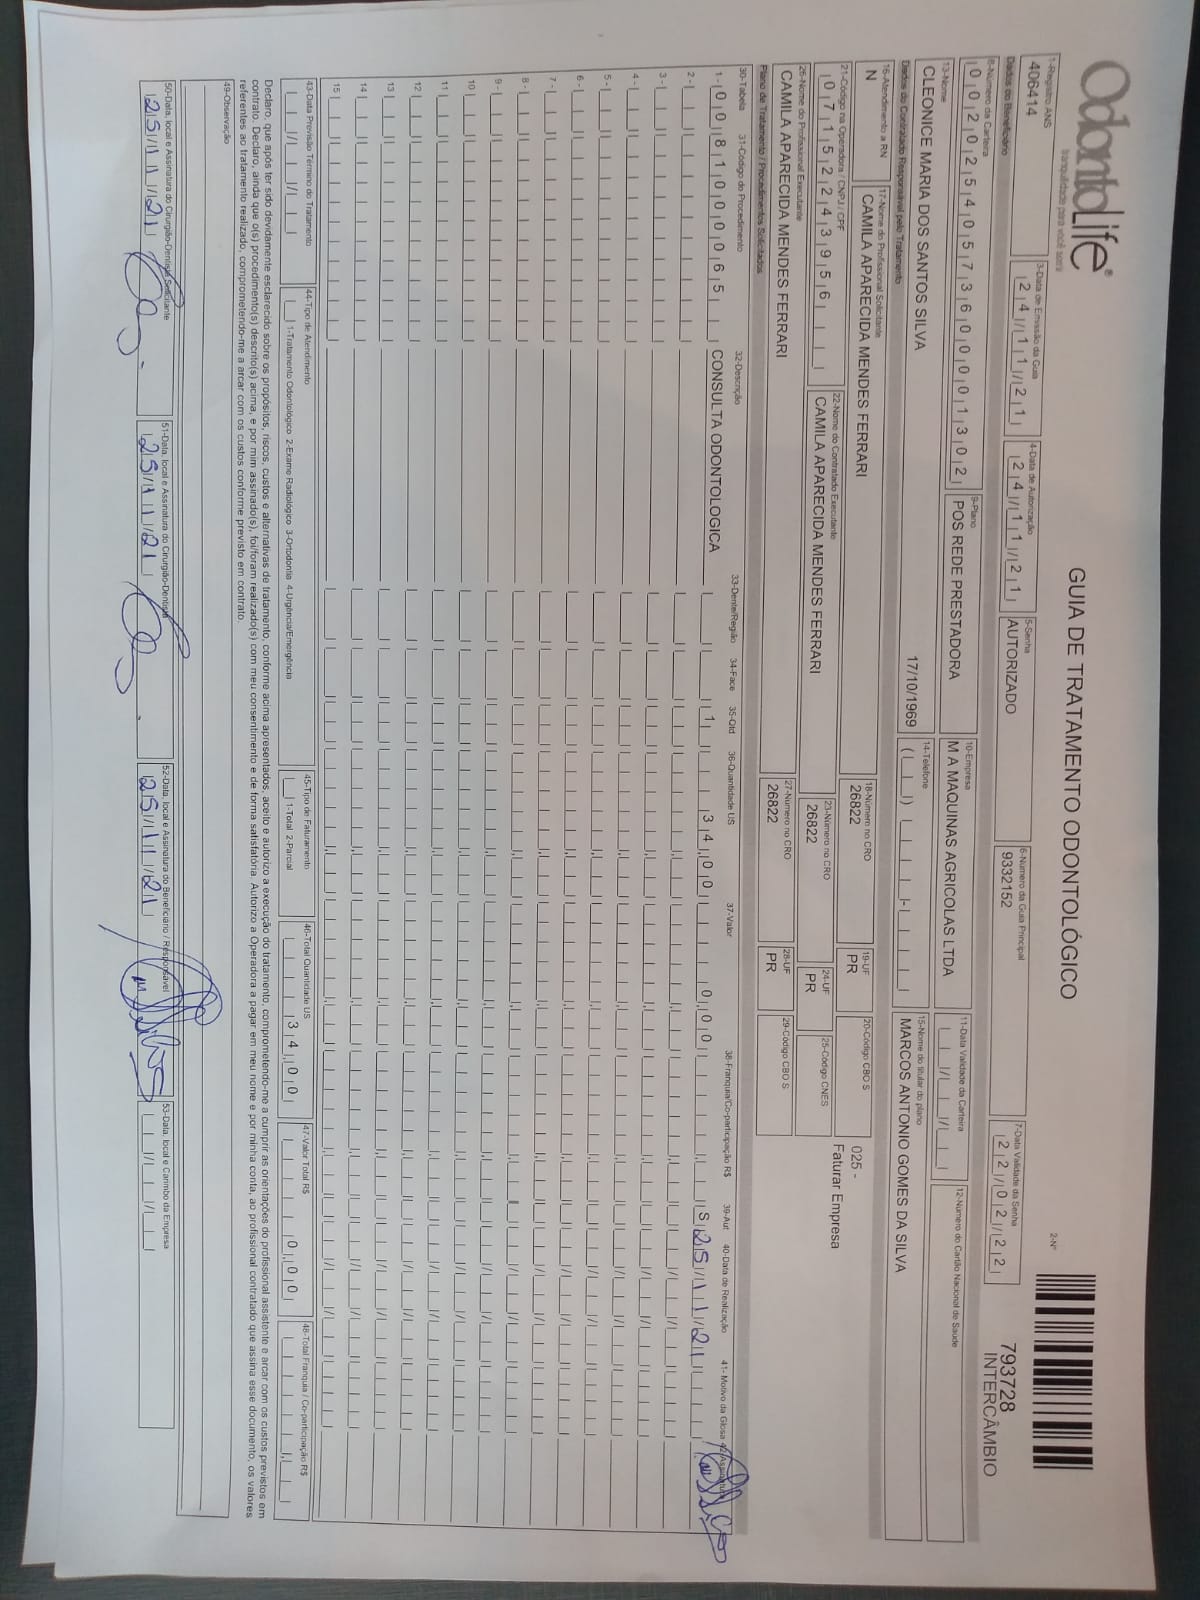 OdontoLife®
tranquilidade para você sorrir
GUIA DE TRATAMENTO ODONTOLÓGICO
2-Nº
793728
INTERCÂMBIO
1-Registro ANS
406414
3-Data de Emissão da Guia
24/11/21
4-Data de Autorização
24/11/21
5-Senha
AUTORIZADO
6-Número da Guia Principal
9332152
7-Data Validade da Senha
22/02/22
Dados do Beneficiário
8-Número da Carteira
00202540573600001302
9-Plano
POS REDE PRESTADORA
10-Empresa
M A MAQUINAS AGRICOLAS LTDA
11-Data Validade da Carteira
12-Número do Cartão Nacional de Saúde
13-Nome
CLEONICE MARIA DOS SANTOS SILVA
17/10/1969
14-Telefone
15-Nome do titular do plano
MARCOS ANTONIO GOMES DA SILVA
Dados do Contratado Responsável pelo Tratamento
16-Atendimento a RN
N
17-Nome do Profissional Solicitante
CAMILA APARECIDA MENDES FERRARI
18-Número no CRO
26822
19-UF
PR
20-Código CBO S
025 -
Faturar Empresa
21-Código na Operadora / CNPJ / CPF
07152243956
22-Nome do Contratado Executante
CAMILA APARECIDA MENDES FERRARI
23-Número no CRO
26822
24-UF
PR
25-Código CNES
26-Nome do Profissional Executante
CAMILA APARECIDA MENDES FERRARI
27-Número no CRO
26822
28-UF
PR
29-Código CBO S
Plano de Tratamento / Procedimentos Solicitados
30-Tabela 31-Código do Procedimento 32-Descrição 33-Dente/Região 34-Face 35-Qtd 36-Quantidade US 37-Valor 38-Franquia/Co-participação R$ 39-Aut 40-Data de Realização 41- Motivo da Glosa 42-Assinatura
1- 00 81000065 CONSULTA ODONTOLOGICA 1 34,00 0,00 S 25/11/21
2-
3-
4-
5-
6-
7-
8-
9-
10
11
12
13
14
15
43-Data Previsão Término do Tratamento
44-Tipo de Atendimento
1-Tratamento Odontológico 2-Exame Radiológico 3-Ortodontia 4-Urgência/Emergência
45-Tipo de Faturamento
1-Total 2-Parcial
46-Total Quantidade US
34,00
47-Valor Total R$
0,00
48-Total Franquia / Co-participação R$
Declaro, que após ter sido devidamente esclarecido sobre os propósitos, riscos, custos e alternativas de tratamento, conforme acima apresentados, aceito e autorizo a execução do tratamento, comprometendo-me a cumprir as orientações do profissional assistente e arcar com os custos previstos em
contrato. Declaro, ainda que o(s) procedimento(s) descrito(s) acima, e por mim assinado(s), foi/foram realizado(s) com meu consentimento e de forma satisfatória. Autorizo a Operadora a pagar em meu nome e por minha conta, ao profissional contratado que assina esse documento, os valores
referentes ao tratamento realizado, comprometendo-me a arcar com os custos conforme previsto em contrato.
49-Observação
50-Data, local e Assinatura do Cirurgião-Dentista Solicitante
25/11/21
51-Data, local e Assinatura do Cirurgião-Dentista
25/11/21
52-Data, local e Assinatura do Beneficiário / Responsável
25/11/21
53-Data, local e Carimbo da Empresa